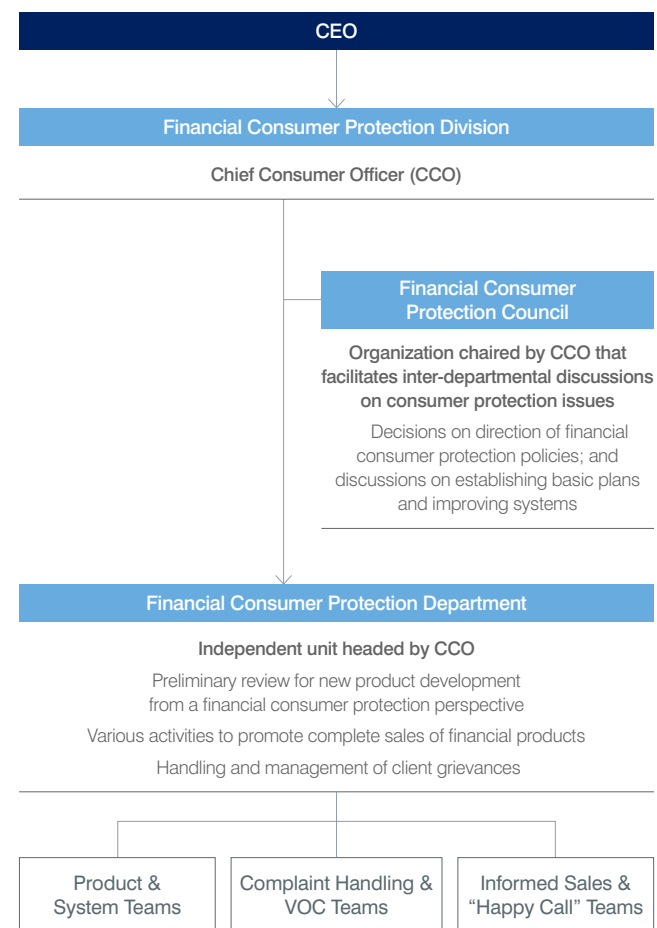 CEO
Financial Consumer Protection Division
Chief Consumer Officer (CCO)
Financial Consumer
Protection Council
Organization chaired by CCO that
facilitates inter-departmental discussions
on consumer protection issues
Decisions on direction of financial
consumer protection policies; and
discussions on establishing basic plans
and improving systems
Financial Consumer Protection Department
Independent unit headed by CCO
Preliminary review for new product development
from a financial consumer protection perspective
Various activities to promote complete sales of financial products
Handling and management of client grievances
Product &
System Teams
Complaint Handling &
VOC Teams
Informed Sales &
“Happy Call” Teams